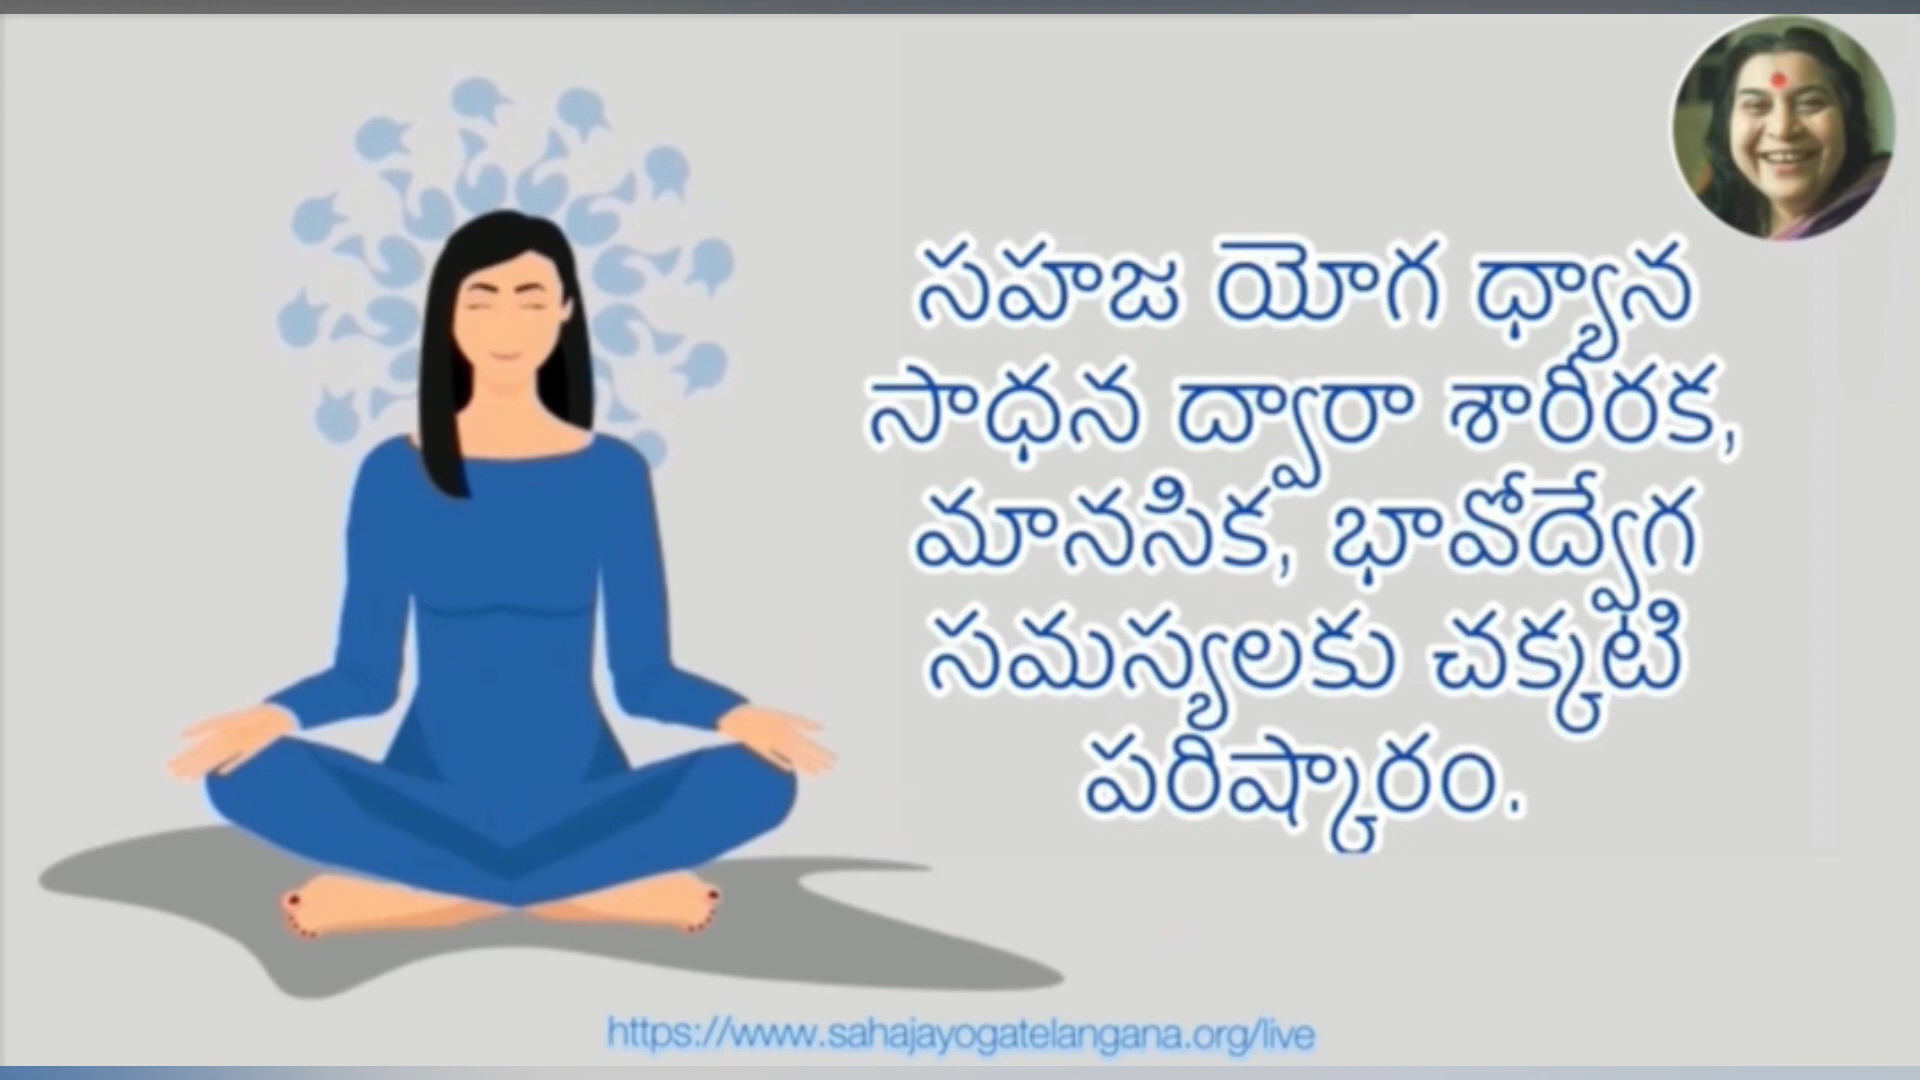 సహజ యోగ ధ్యాన
సాధన ద్వారా శారీరక,
మానసిక, భావోద్వేగ
సమస్యలకు చక్కటి
పరిష్కారం.
https://www.sahajayogatelangana.org/live